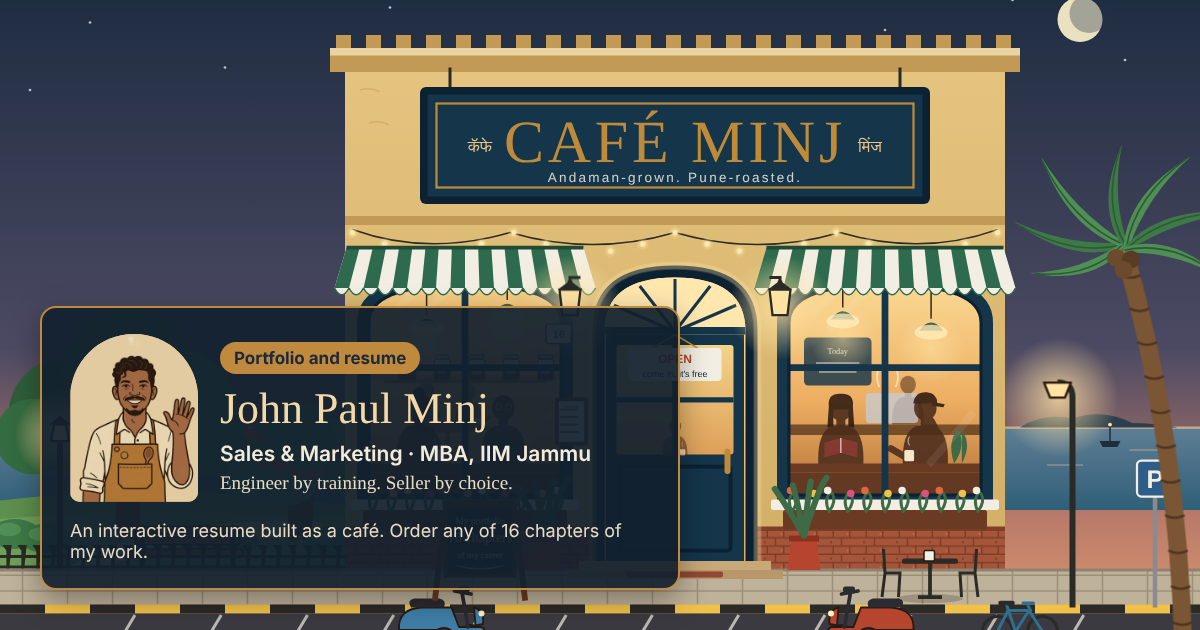 कॅफे CAFÉ MINJ मिंज
Andaman-grown. Pune-roasted.
10
OPEN
Today
Portfolio and resume
John Paul Minj
Sales & Marketing · MBA, IIM Jammu
Engineer by training. Seller by choice.
An interactive resume built as a café. Order any of 16 chapters of
my work.
P